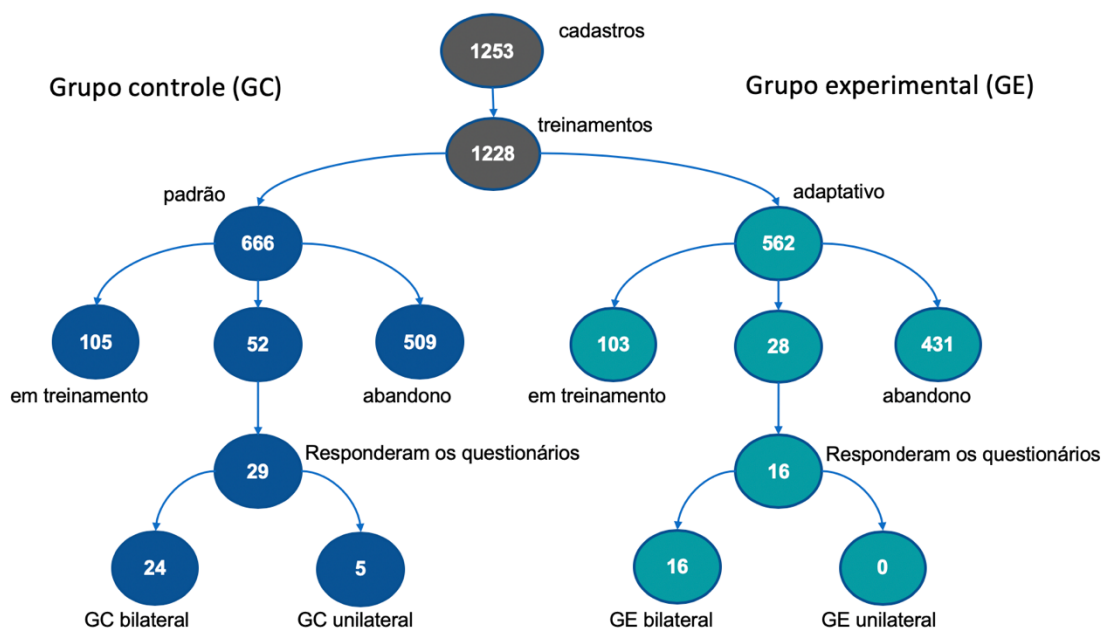 cadastros
1253
Grupo controle (GC)
Grupo experimental (GE)
treinamentos
1228
padrão
adaptativo
666
562
105
52
509
103
28
431
em treinamento
abandono
em treinamento
abandono
Responderam os questionários
Responderam os questionários
29
16
24
5
16
0
GC bilateral
GC unilateral
GE bilateral
GE unilateral